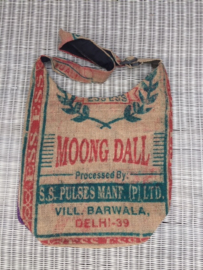 MOONG DALL
Processed By:
S.S. PULSES MANF. (P) LTD.
VILL. BARWALA,
DELHI-39